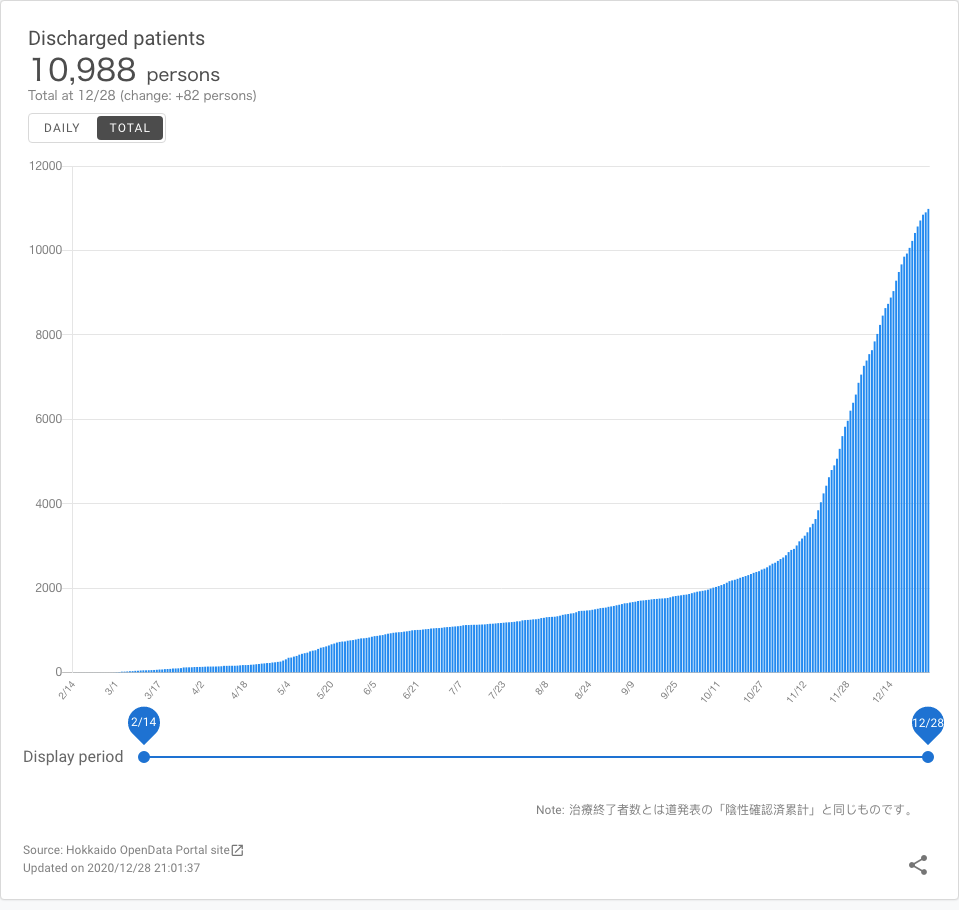 Discharged patients
10,988 persons
Total at 12/28 (change: +82 persons)
DAILY TOTAL
12000
10000
8000
6000
4000
2000
0
2/14 3/1 3/17 4/2 4/18 5/4 5/20 6/5 6/21 7/7 7/23 8/8 8/24 9/9 9/25 10/11 10/27 11/12 11/28 12/14
2/14 12/28
Display period
Note: 治療終了者数とは道発表の「陰性確認済累計」と同じものです。
Source: Hokkaido OpenData Portal site
Updated on 2020/12/28 21:01:37